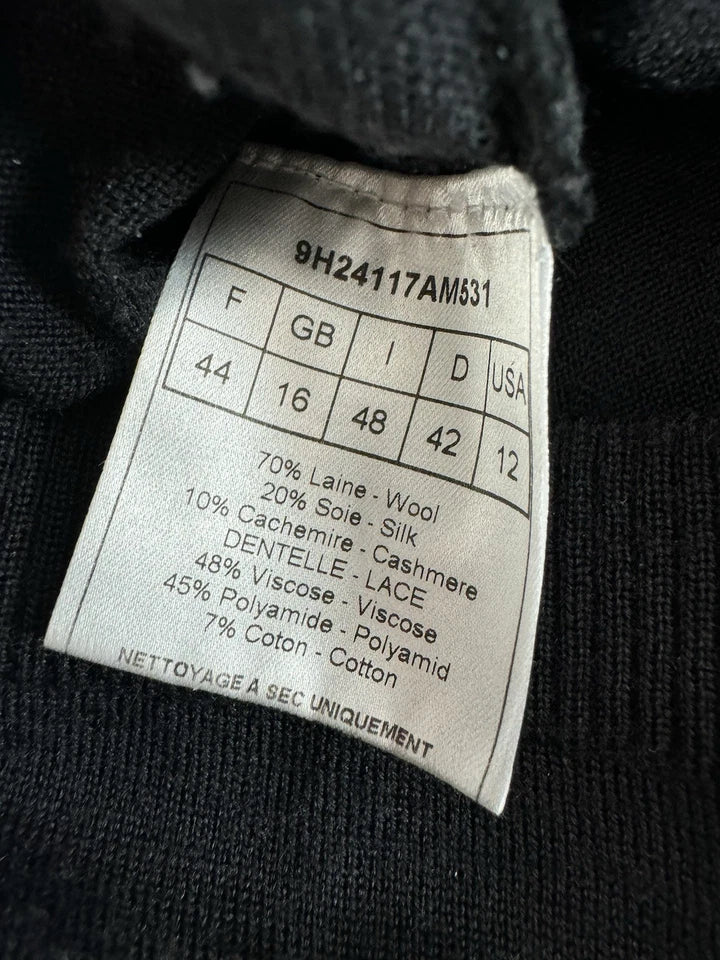 9H24117AM531
F GB I D USA
44 16 48 42 12
70% Laine - Wool
20% Soie - Silk
10% Cachemire - Cashmere
DENTELLE - LACE
48% Viscose - Viscose
45% Polyamide - Polyamid
7% Coton - Cotton
NETTOYAGE A SEC UNIQUEMENT